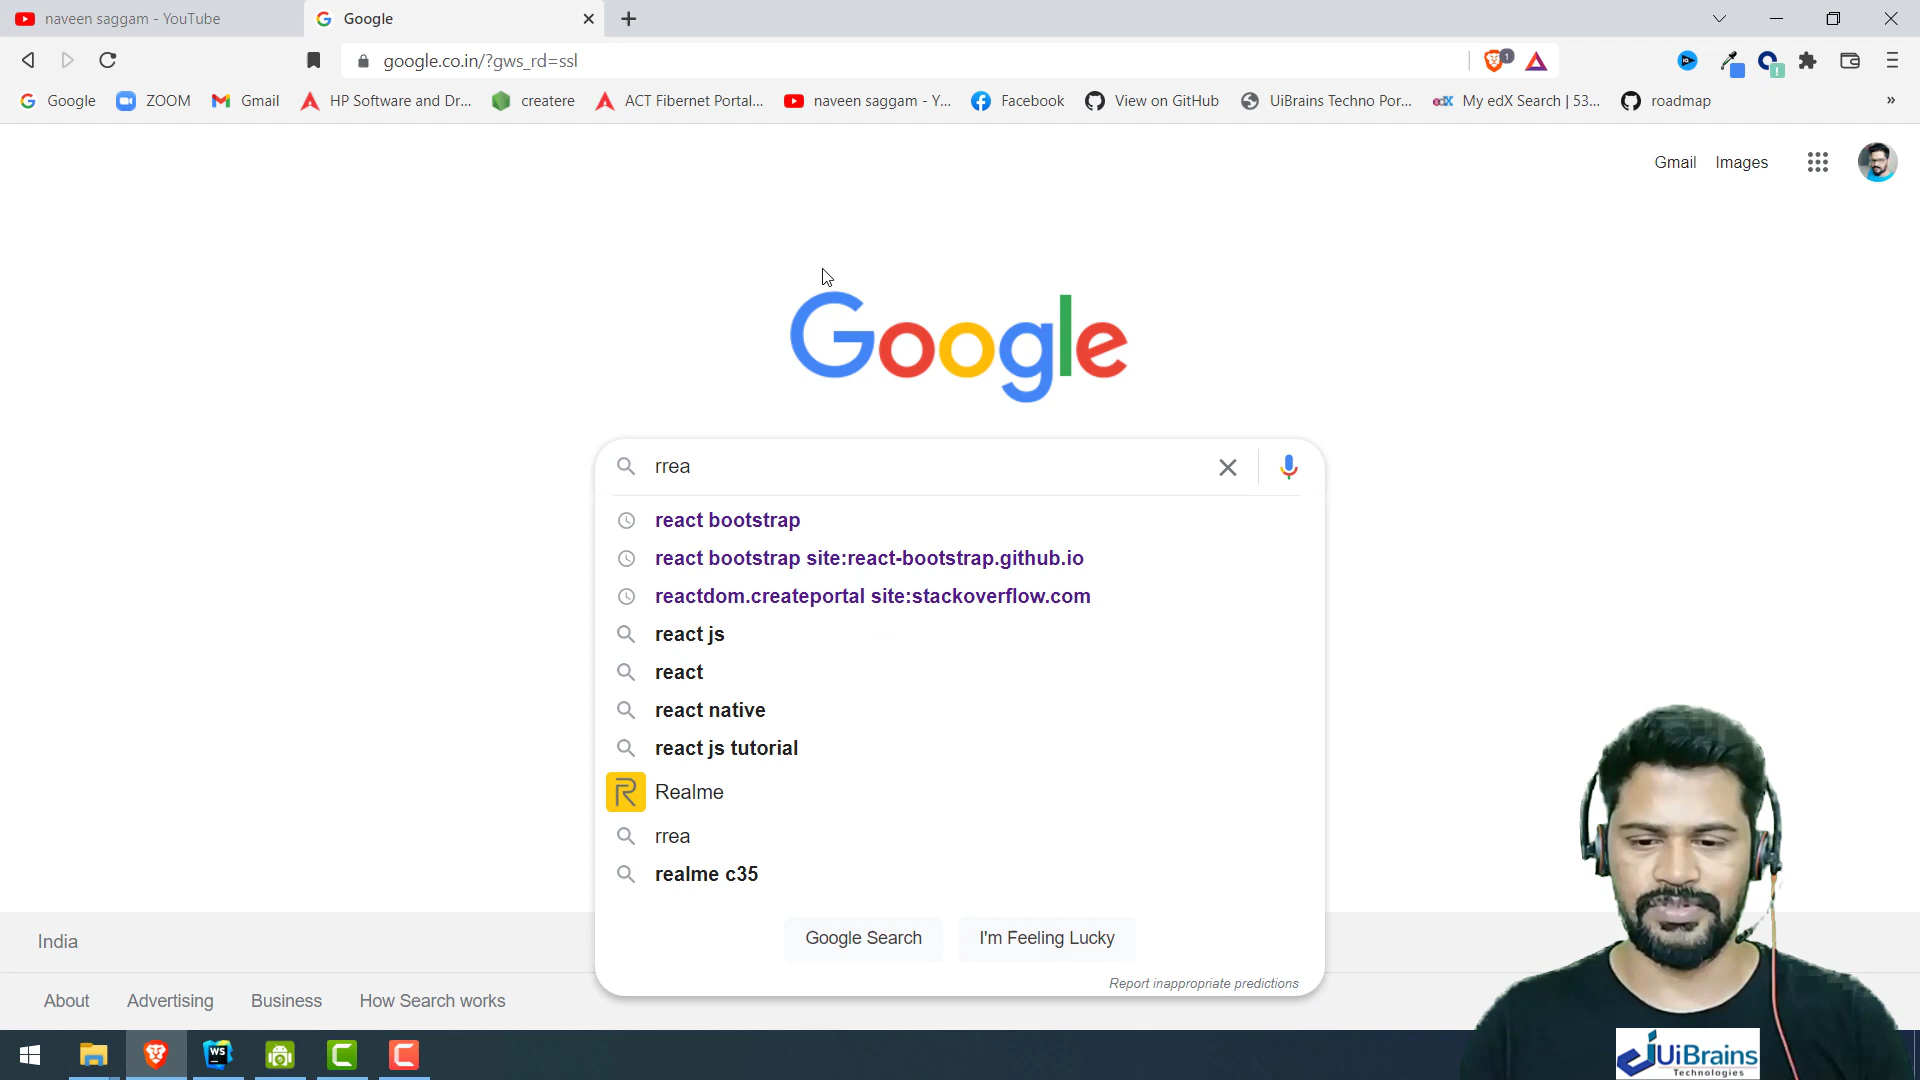 naveen saggam - YouTube
Google
google.co.in/?gws_rd=ssl
1
Google
ZOOM
Gmail
HP Software and Dr...
createre
ACT Fibernet Portal...
naveen saggam - Y...
Facebook
View on GitHub
UiBrains Techno Por...
edX
My edX Search | 53...
roadmap
»
Gmail
Images
Google
rrea
react bootstrap
react bootstrap site:react-bootstrap.github.io
reactdom.createportal site:stackoverflow.com
react js
react
react native
react js tutorial
Realme
rrea
realme c35
Google Search
I'm Feeling Lucky
Report inappropriate predictions
India
About
Advertising
Business
How Search works
WS
UiBrains
Technologies